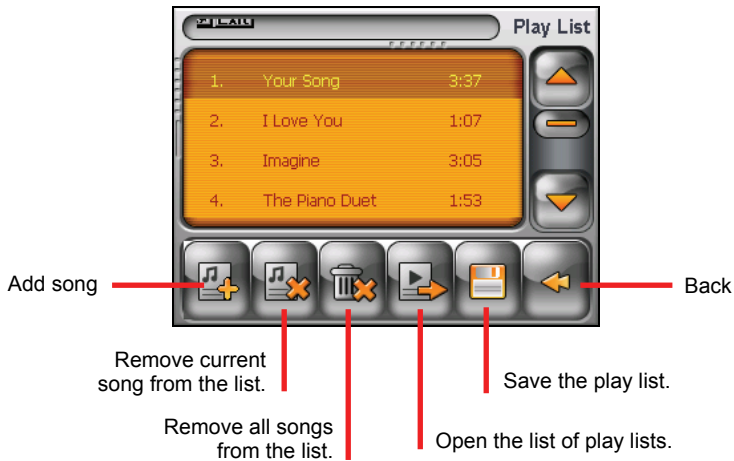 Play List
1. Your Song 3:37
2. I Love You 1:07
3. Imagine 3:05
4. The Piano Duet 1:53
Add song
Back
Remove current
song from the list.
Save the play list.
Remove all songs
from the list.
Open the list of play lists.